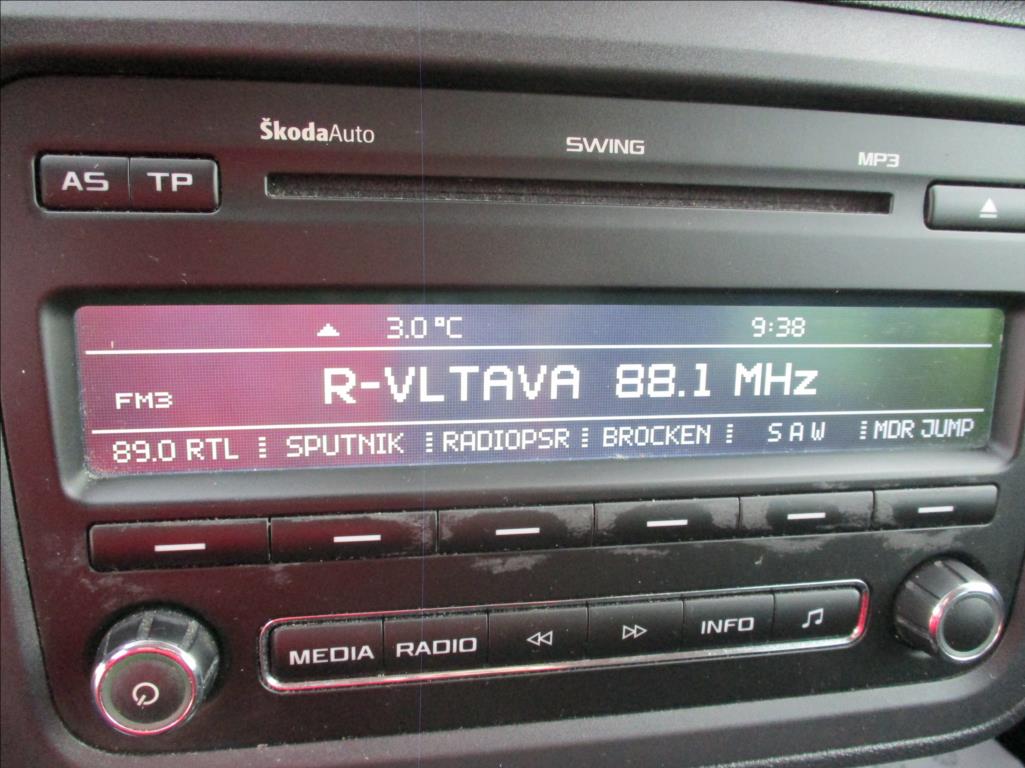 ŠkodaAuto SWING MP3
AS TP
3.0 °C 9:38
FM3 R-VLTAVA 88.1 MHz
89.0 RTL SPUTNIK RADIOPSR BROCKEN S A W MDR JUMP
MEDIA RADIO INFO